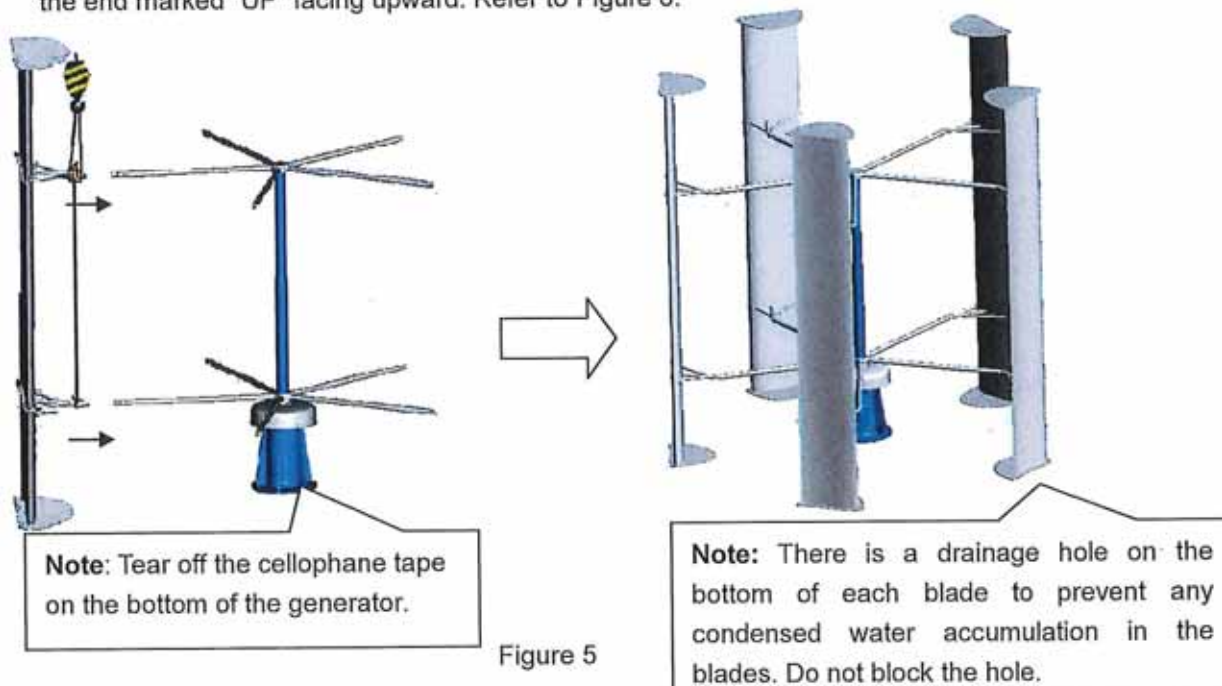 the end marked "UP" facing upward. Refer to Figure
Note: Tear off the cellophane tape
on the bottom of the generator.
Figure 5
Note: There is a drainage hole on the
bottom of each blade to prevent any
condensed water accumulation in the
blades. Do not block the hole.